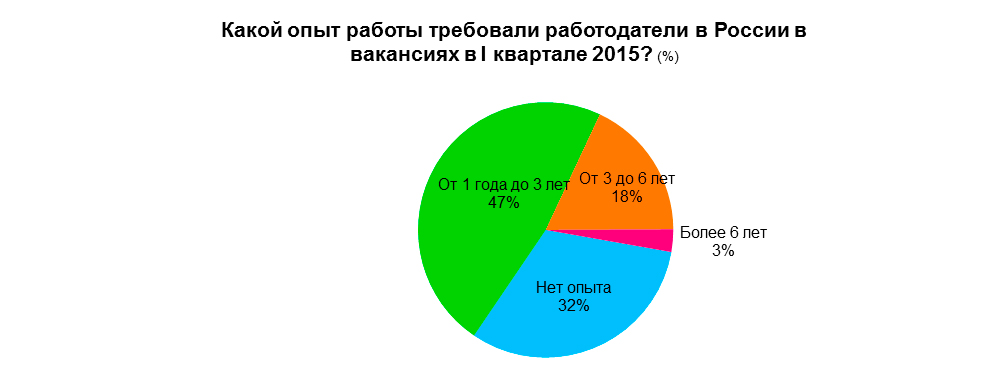 Какой опыт работы требовали работодатели в России в
вакансиях в I квартале 2015? (%)
От 1 года до 3 лет
47%
От 3 до 6 лет
18%
Более 6 лет
3%
Нет опыта
32%